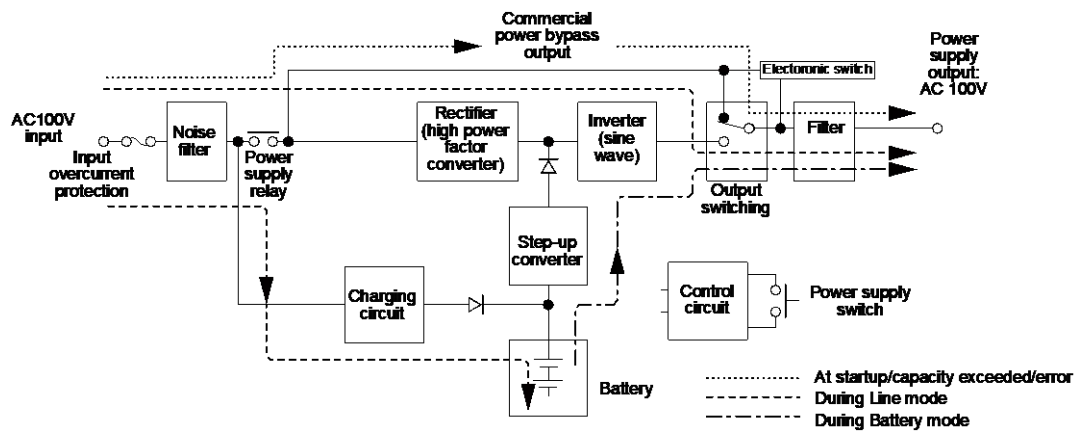 Commercial
power bypass
output
Power
supply
output:
AC 100V
Electoronic switch
AC100V
input
Input
overcurrent
protection
Noise
filter
Power
supply
relay
Rectifier
(high power
factor
converter)
Inverter
(sine
wave)
Output
switching
Filter
Step-up
converter
Charging
circuit
Control
circuit
Power supply
switch
Battery
At startup/capacity exceeded/error
During Line mode
During Battery mode